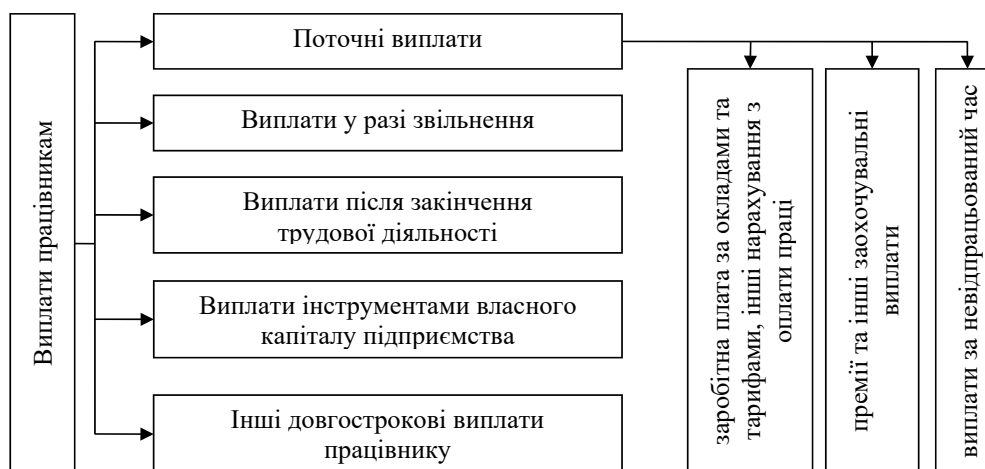 Виплати працівникам
Поточні виплати
Виплати у разі звільнення
Виплати після закінчення
трудової діяльності
Виплати інструментами власного
капіталу підприємства
Інші довгострокові виплати
працівнику
заробітна плата за окладами та
тарифами, інші нарахування з
оплати праці
премії та інші заохочувальні
виплати
виплати за невідпрацьований час